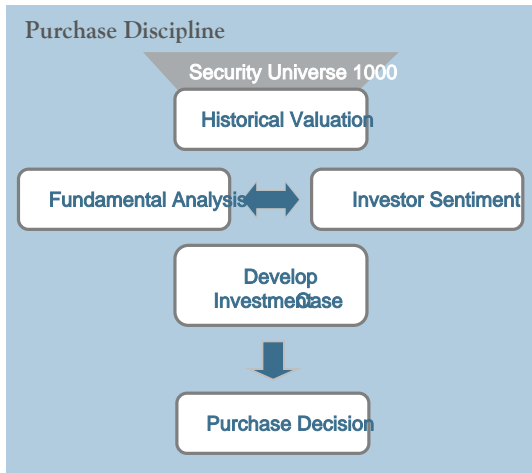 Purchase Discipline
Security Universe 1000
Historical Valuation
Fundamental Analysis
Investor Sentiment
Develop
Investment Case
Purchase Decision